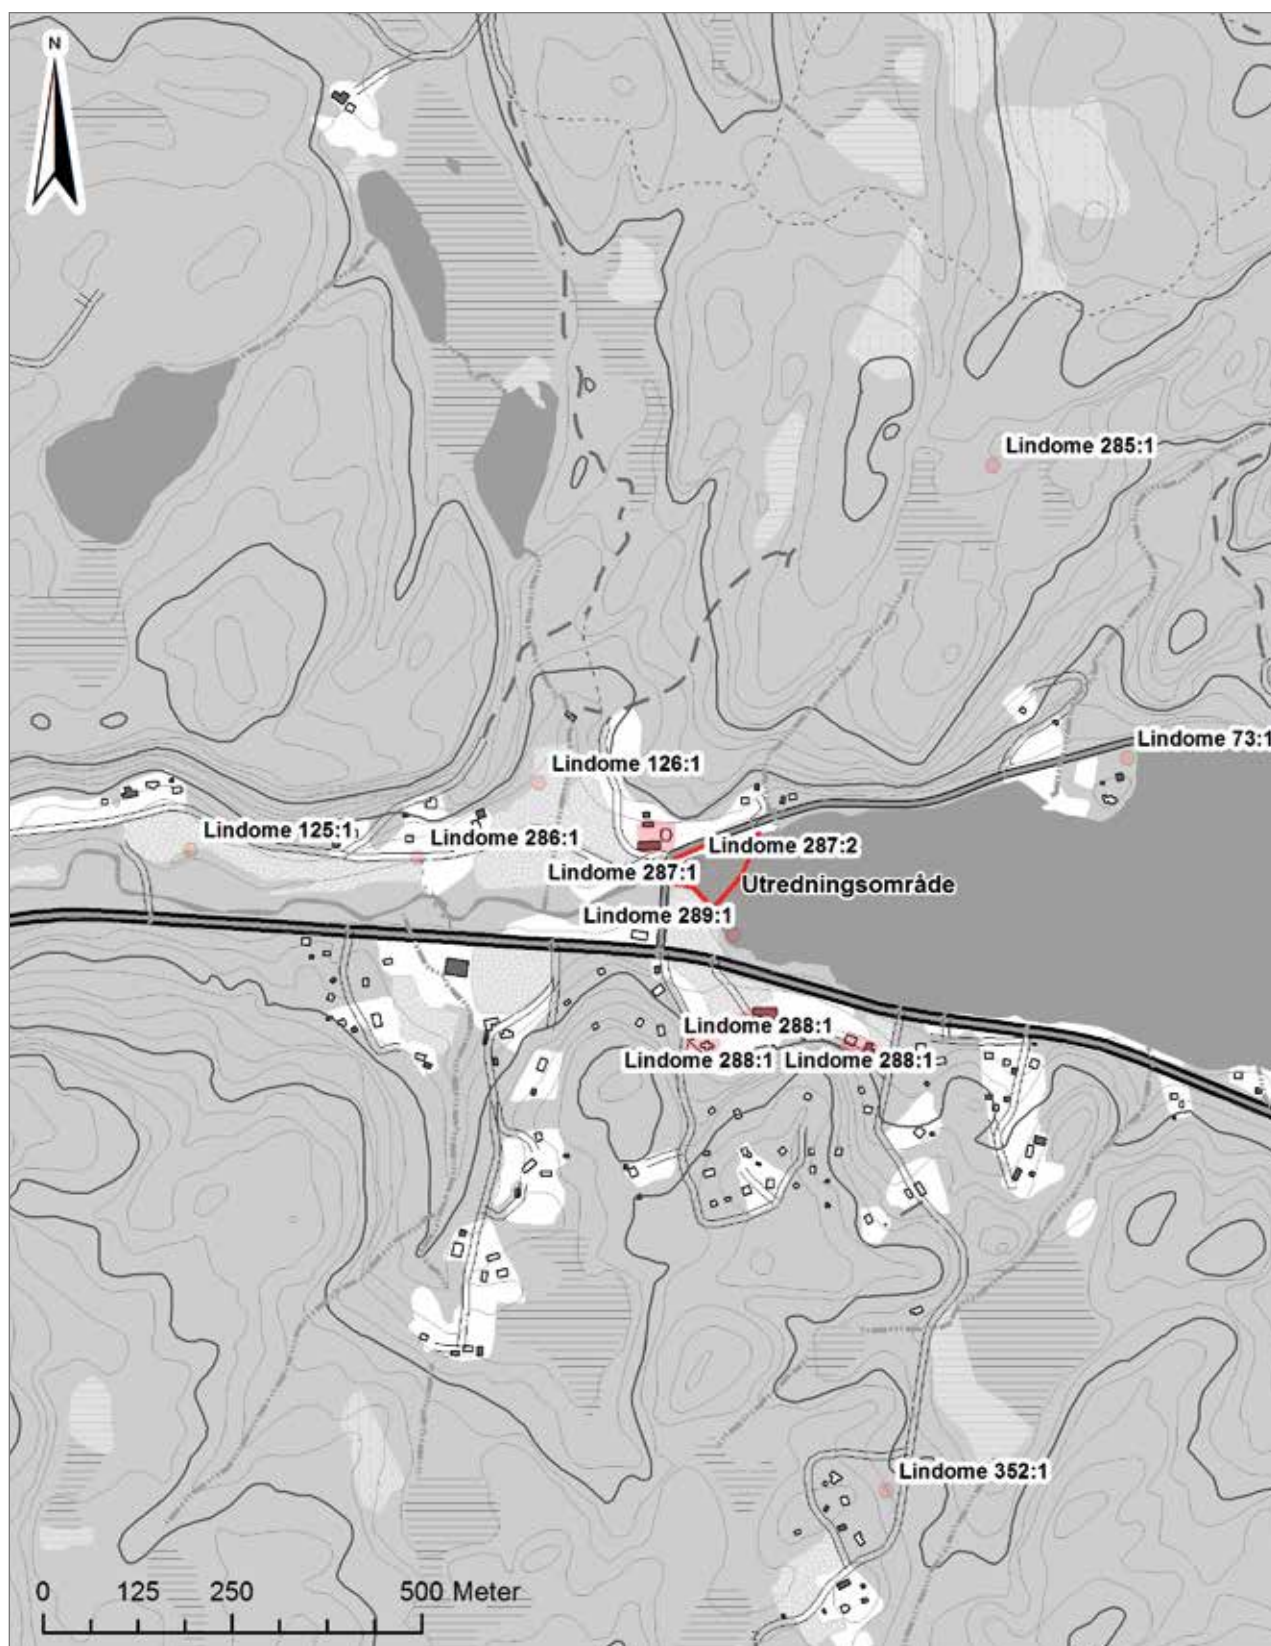 N
Lindome 285:1
Lindome 73:1
Lindome 126:1
Lindome 125:1
Lindome 286:1
Lindome 287:2
Lindome 287:1
Utredningsområde
Lindome 289:1
Lindome 288:1
Lindome 288:1
Lindome 288:1
Lindome 352:1
0 125 250 500 Meter